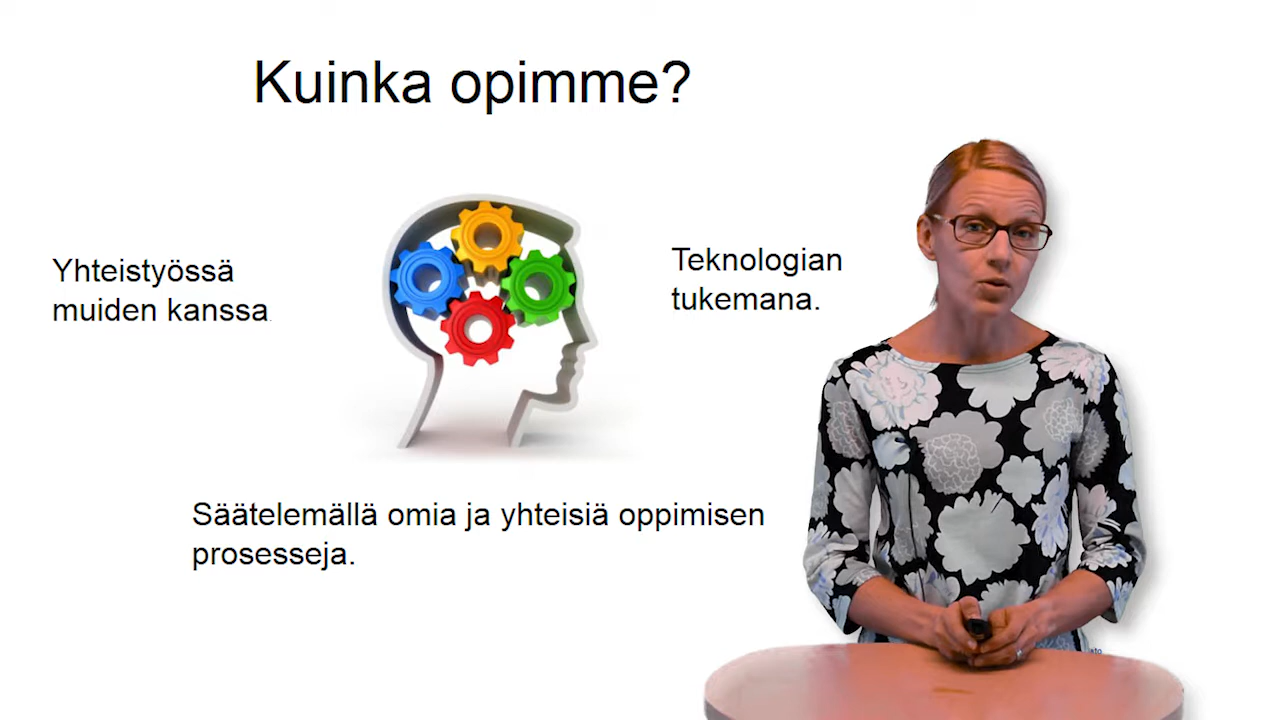 Kuinka opimme?
Yhteistyössä
muiden kanssa.
Teknologian
tukemana.
Säätelemällä omia ja yhteisiä oppimisen
prosesseja.